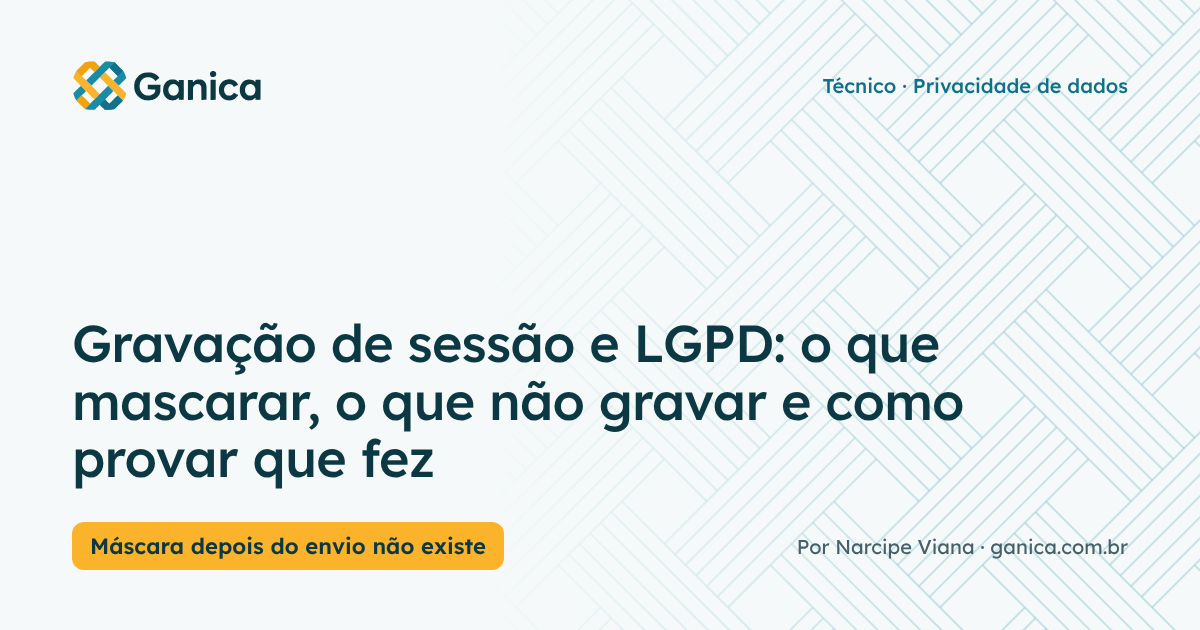 Ganica
Técnico · Privacidade de dados
Gravação de sessão e LGPD: o que
mascarar, o que não gravar e como
provar que fez
Máscara depois do envio não existe
Por Narcipe Viana · ganica.com.br